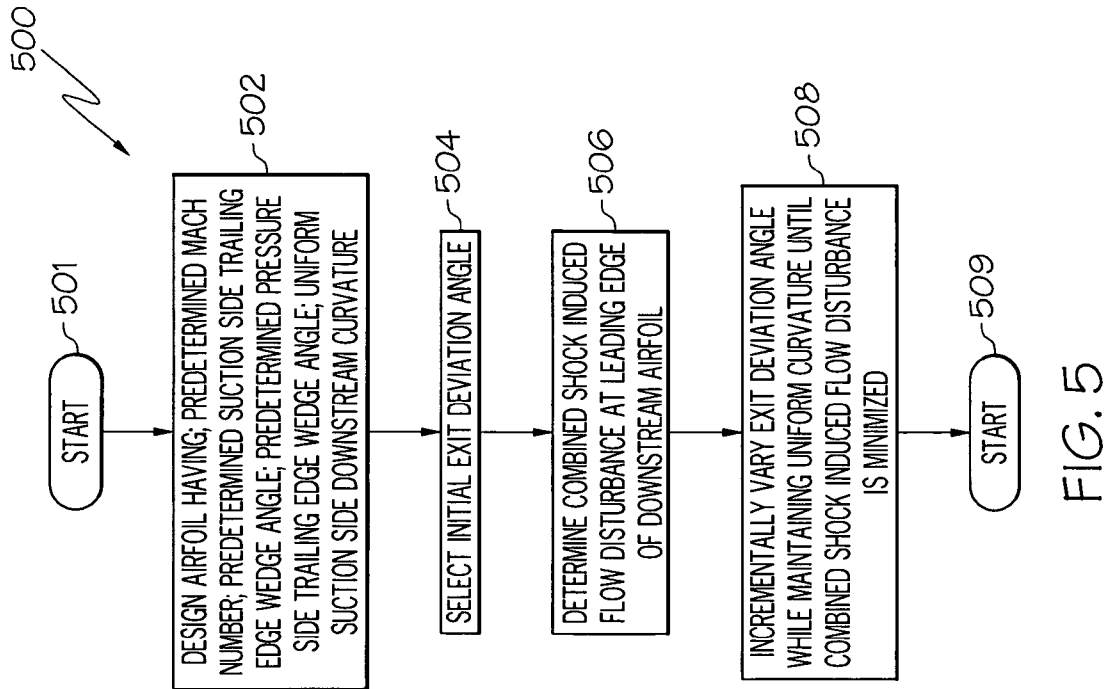 500
START
501
DESIGN AIRFOIL HAVING; PREDETERMINED MACH
NUMBER; PREDETERMINED SUCTION SIDE TRAILING
EDGE WEDGE ANGLE; PREDETERMINED PRESSURE
SIDE TRAILING EDGE WEDGE ANGLE; UNIFORM
SUCTION SIDE DOWNSTREAM CURVATURE
502
SELECT INITIAL EXIT DEVIATION ANGLE
504
DETERMINE COMBINED SHOCK INDUCED
FLOW DISTURBANCE AT LEADING EDGE
OF DOWNSTREAM AIRFOIL
506
INCREMENTALLY VARY EXIT DEVIATION ANGLE
WHILE MAINTAINING UNIFORM CURVATURE UNTIL
COMBINED SHOCK INDUCED FLOW DISTURBANCE
IS MINIMIZED
508
START
509
FIG. 5